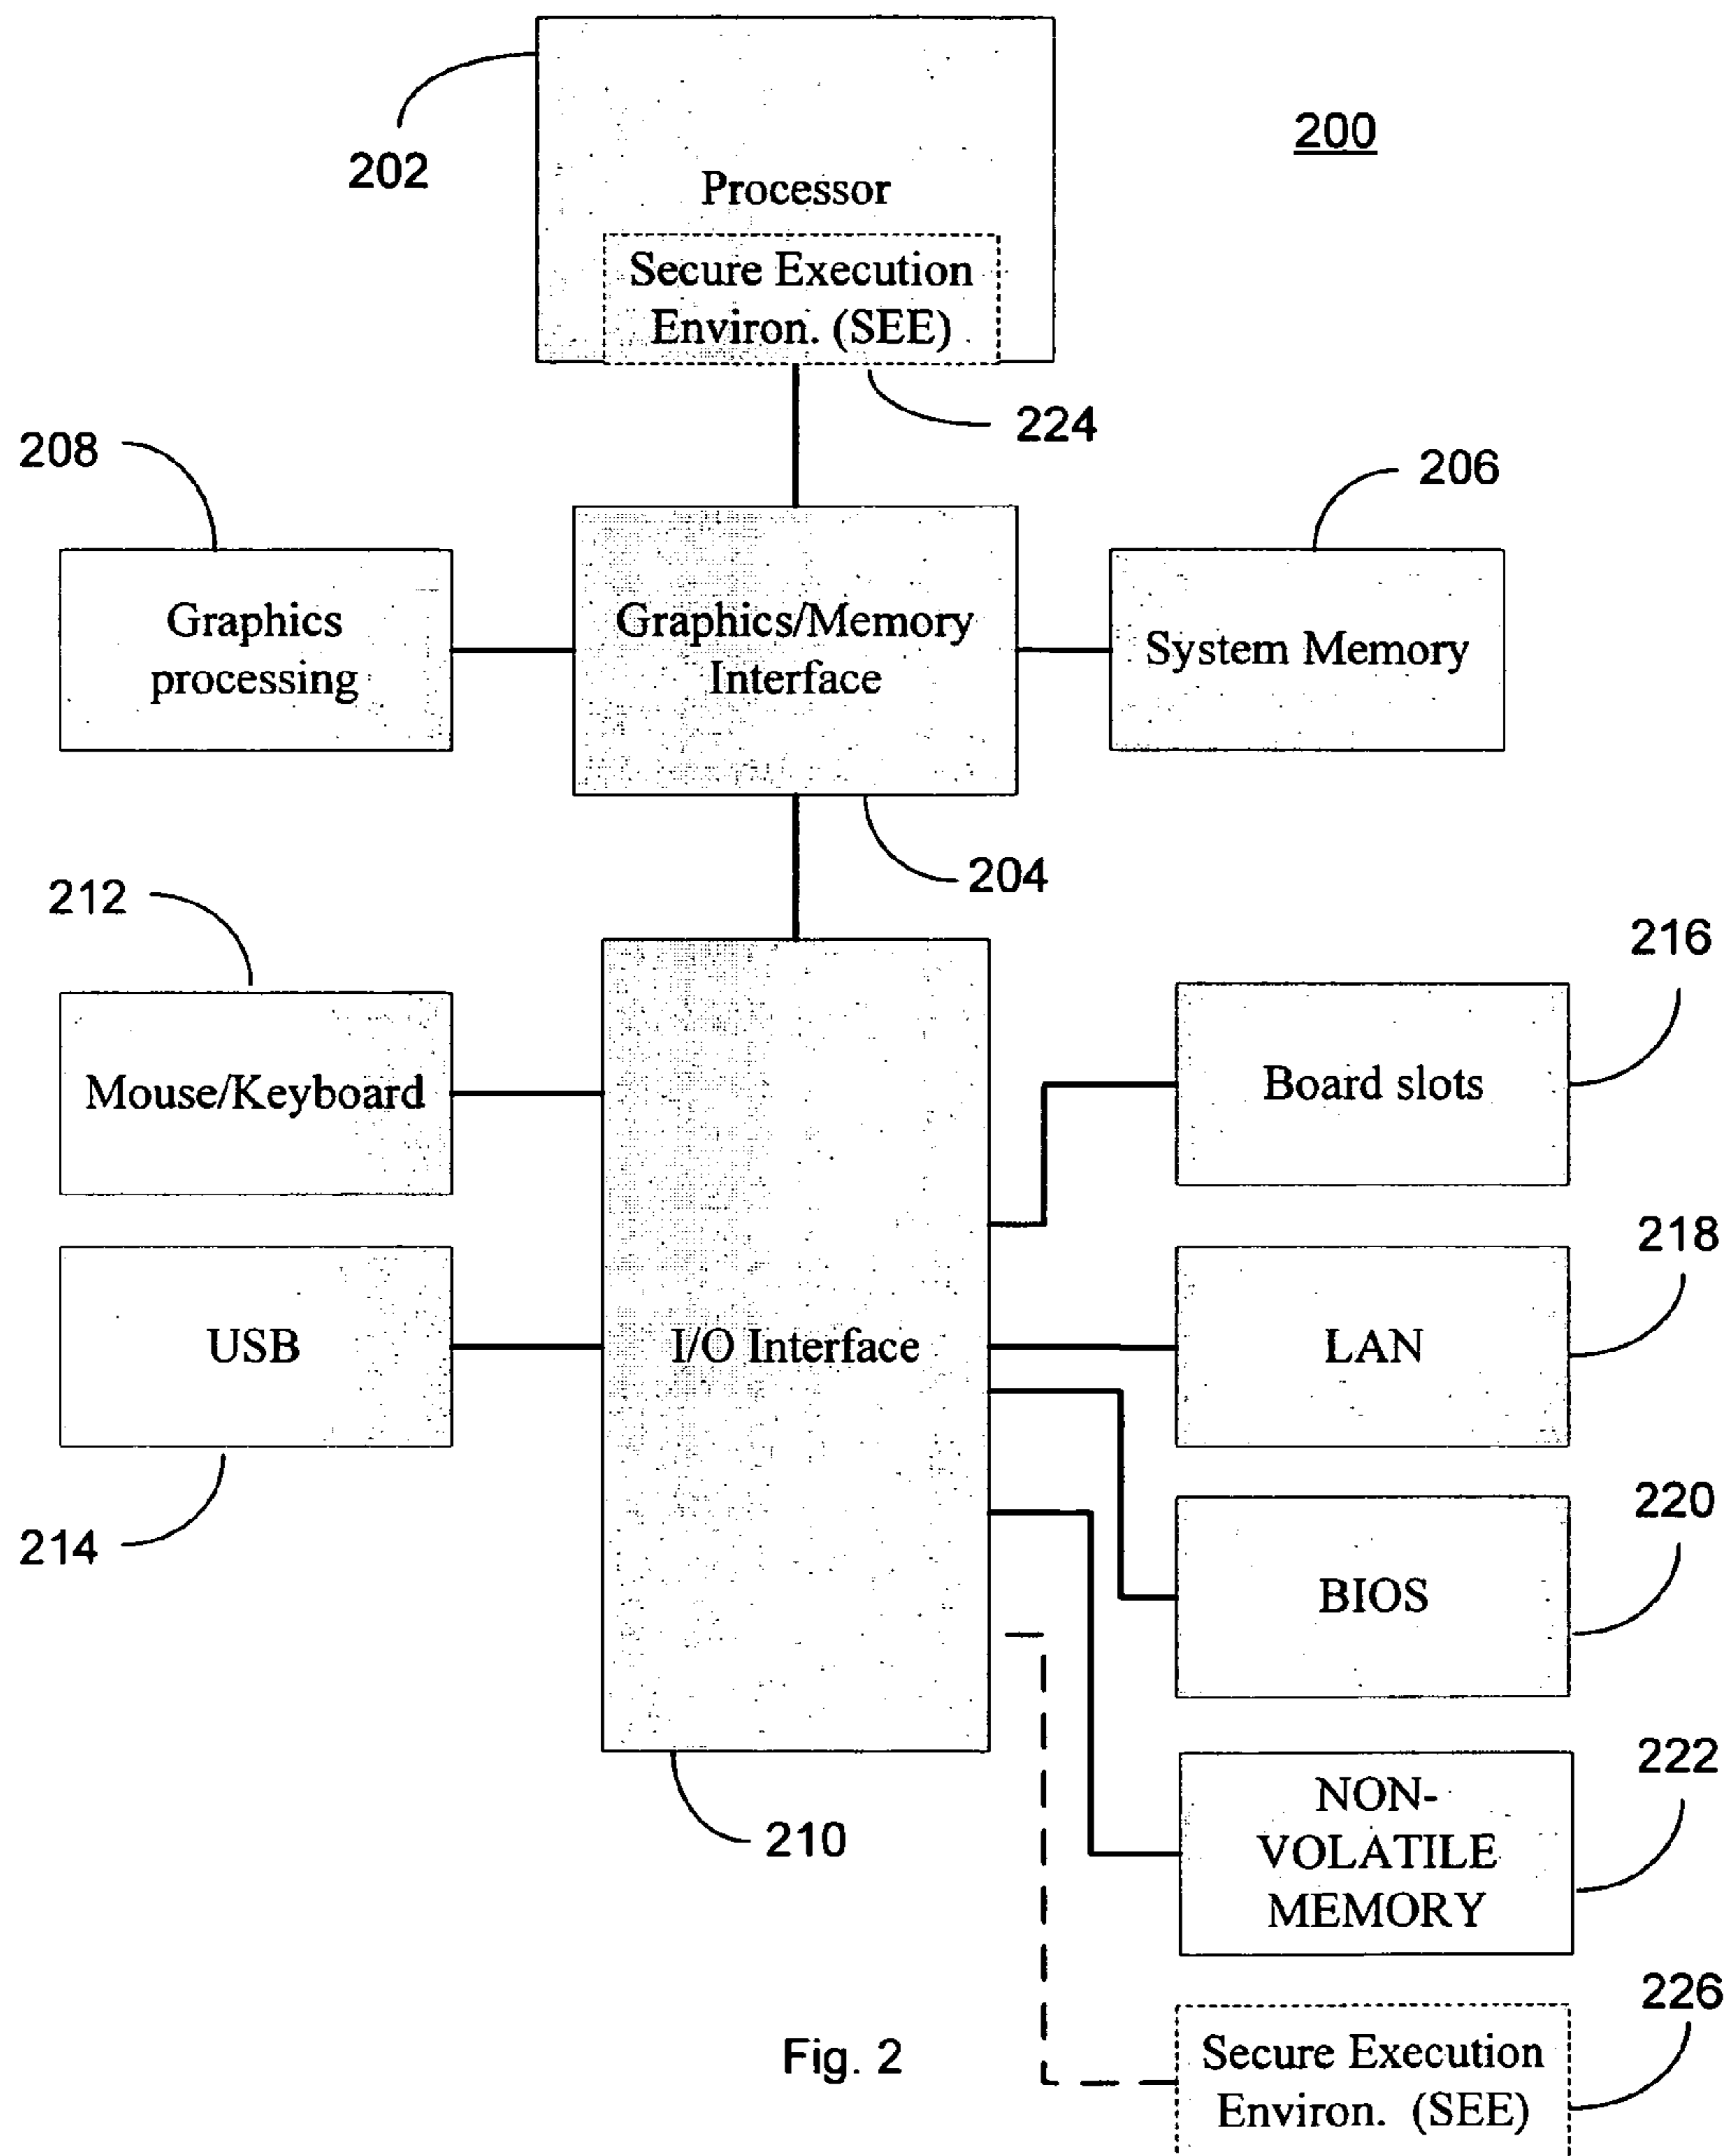 200
202
Processor
Secure Execution
Environ. (SEE)
224
208
206
Graphics
processing
Graphics/Memory
Interface
System Memory
204
212
216
Mouse/Keyboard
Board slots
218
USB
I/O Interface
LAN
214
220
BIOS
222
210
NON-
VOLATILE
MEMORY
226
Fig. 2
Secure Execution
Environ. (SEE)